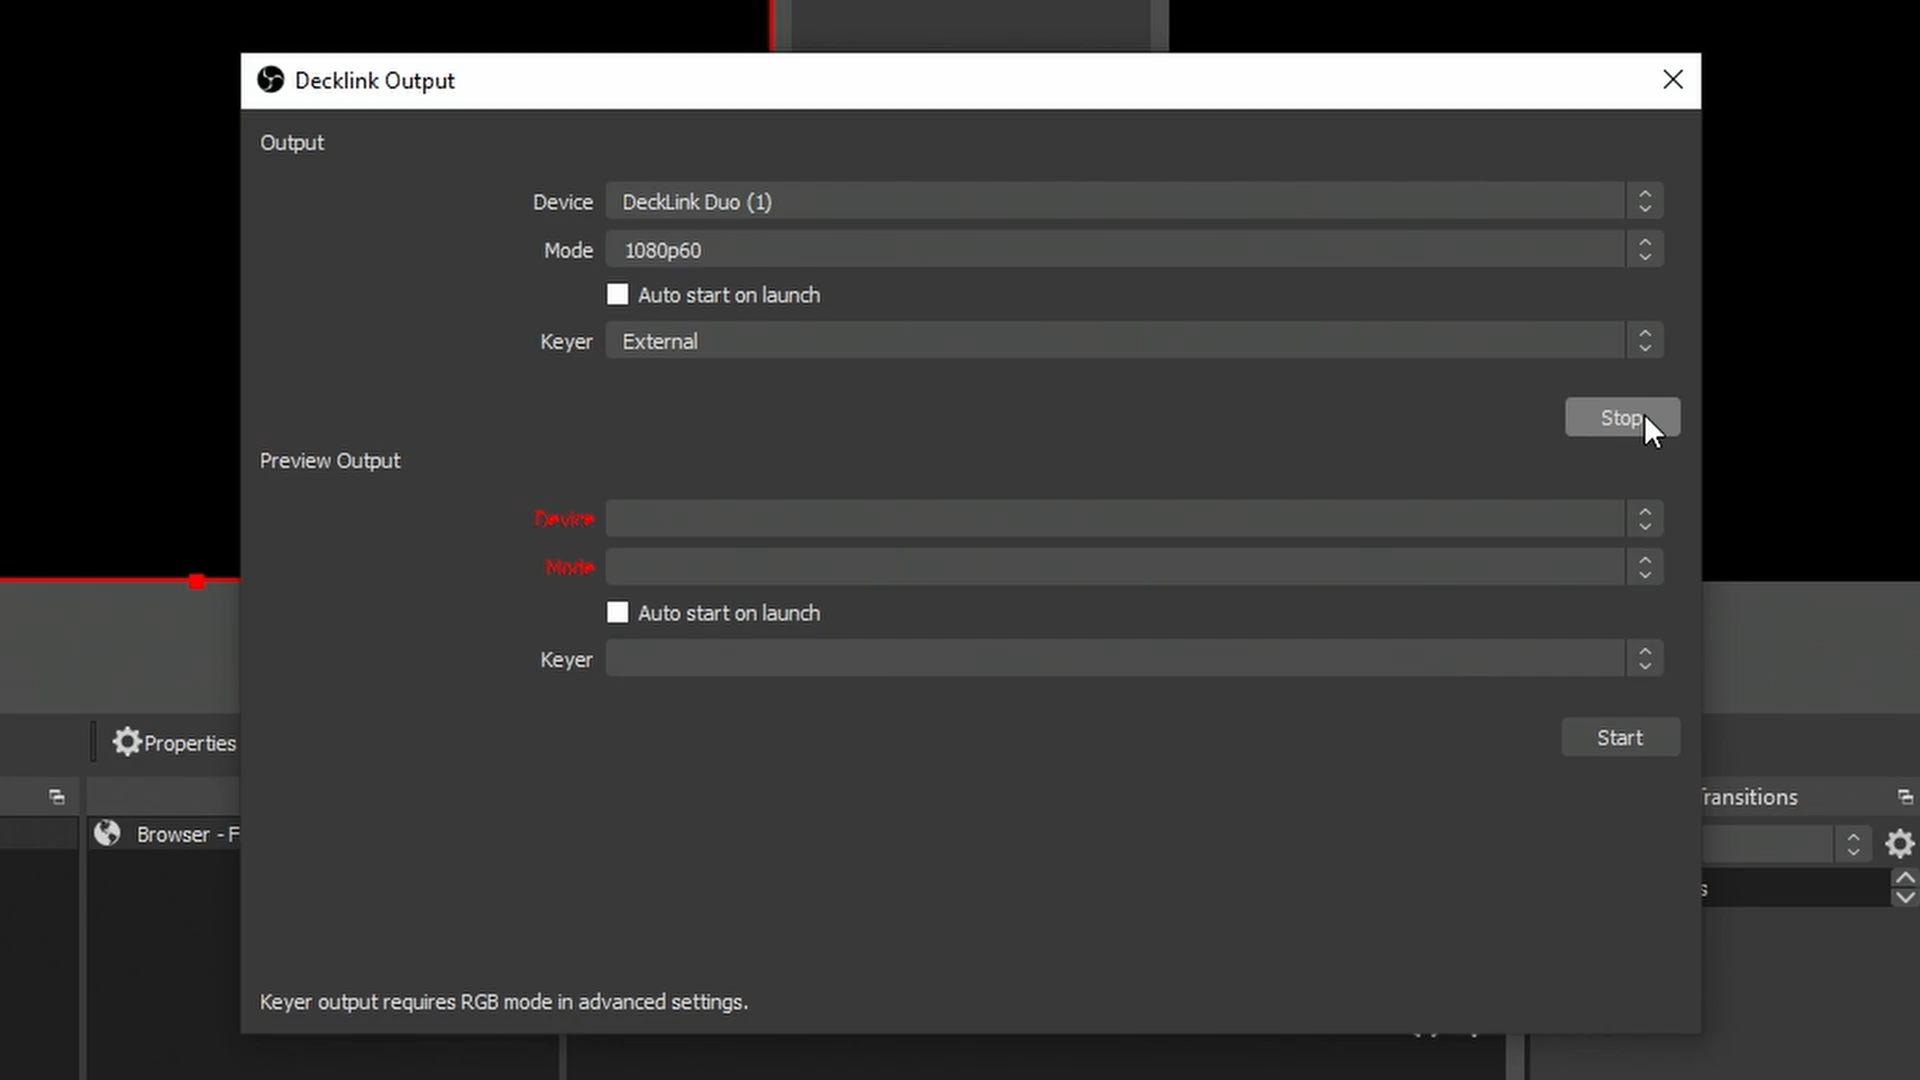 Decklink Output
Output
Device DeckLink Duo (1)
Mode 1080p60
Auto start on launch
Keyer External
Stop
Preview Output
Device
Mode
Auto start on launch
Keyer
Start
Properties
Transitions
Browser - F
s
Keyer output requires RGB mode in advanced settings.